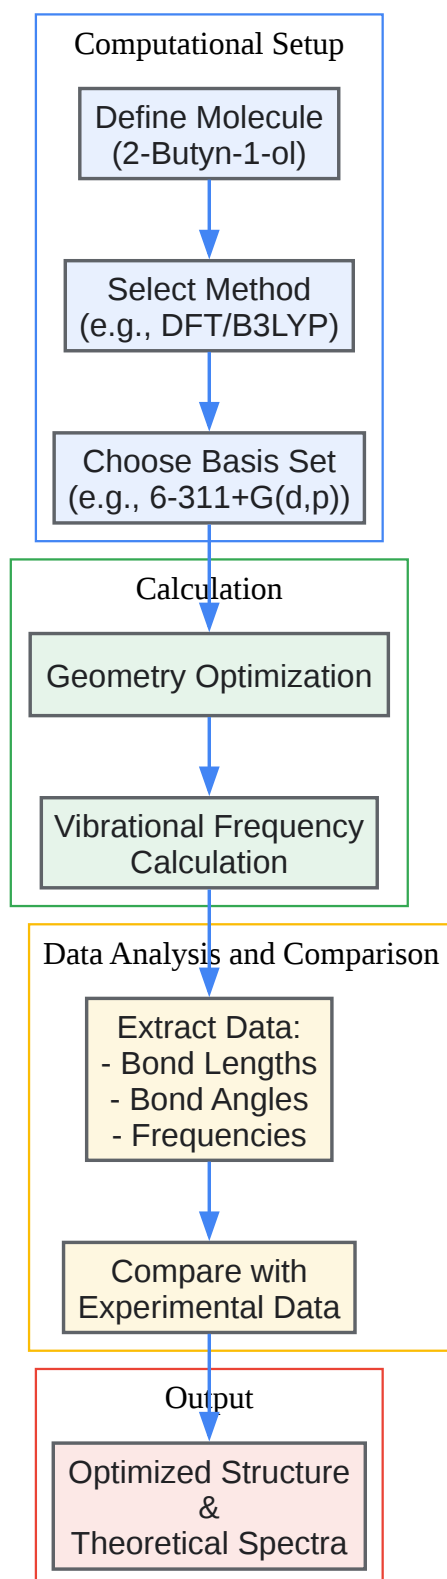 Computational Setup
Define Molecule
(2-Butyn-1-ol)
Select Method
(e.g., DFT/B3LYP)
Choose Basis Set
(e.g., 6-311+G(d,p))
Calculation
Geometry Optimization
Vibrational Frequency
Calculation
Data Analysis and Comparison
Extract Data:
- Bond Lengths
- Bond Angles
- Frequencies
Compare with
Experimental Data
Output
Optimized Structure
&
Theoretical Spectra